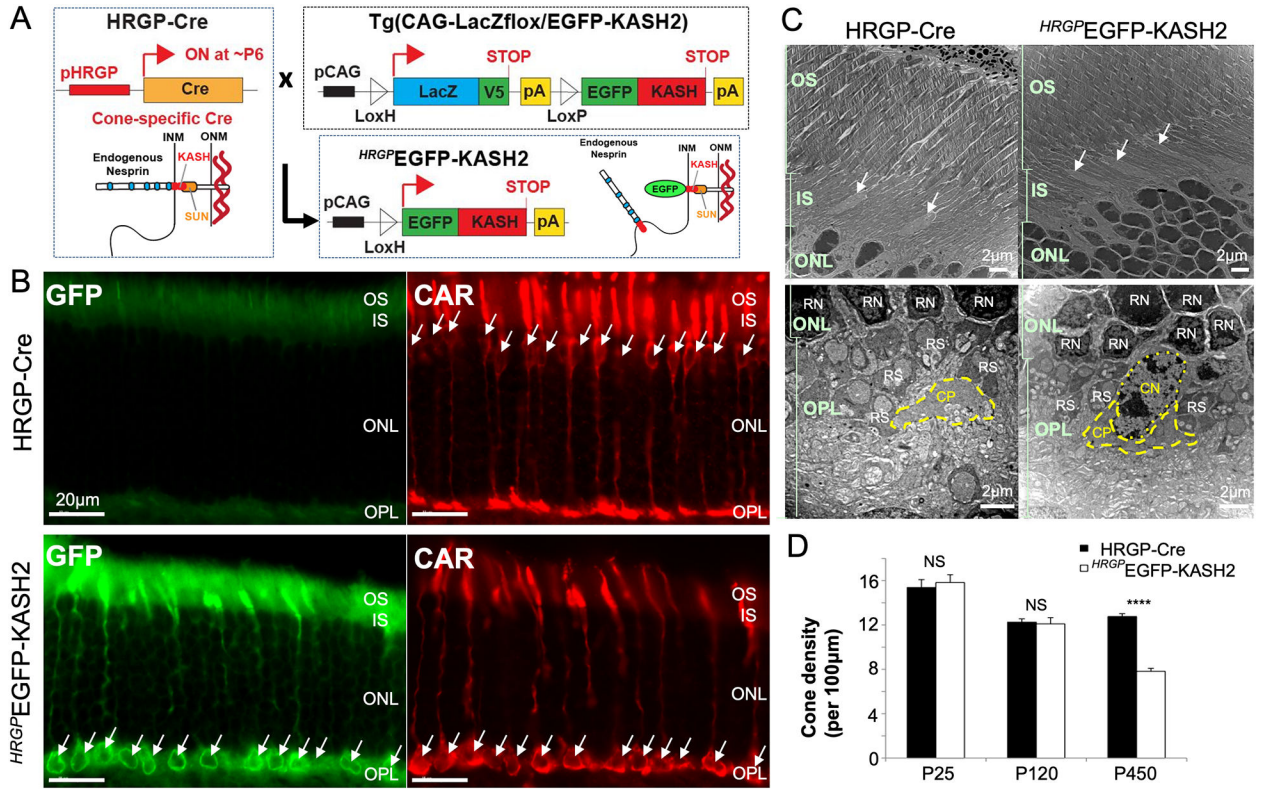 A
HRGP-Cre
pHRGP
ON at ~P6
Cre
Cone-specific Cre
INM
ONM
Endogenous
Nesprin
KASH
SUN
x
Tg(CAG-LacZflox/EGFP-KASH2)
STOP
STOP
pCAG
LacZ
V5
pA
EGFP
KASH
pA
LoxH
LoxP
HRGPEGFP-KASH2
STOP
pCAG
EGFP
KASH
pA
LoxH
Endogenous
Nesprin
INM
ONM
KASH
EGFP
SUN
B
HRGP-Cre
GFP
OS
IS
ONL
20µm
OPL
CAR
OS
IS
ONL
OPL
HRGPEGFP-KASH2
GFP
OS
IS
ONL
OPL
CAR
OS
IS
ONL
OPL
C
HRGP-Cre
HRGPEGFP-KASH2
OS
IS
ONL
2µm
OS
IS
ONL
2µm
RN
RN
RN
RN
ONL
RS
RS
RS
RS
CP
OPL
2µm
RN
RN
RN
RN
RN
ONL
CN
RS
RS
RS
OPL
CP
2µm
D
HRGP-Cre
HRGPEGFP-KASH2
Cone density
(per 100µm)
16
12
8
4
0
NS
NS
****
P25
P120
P450